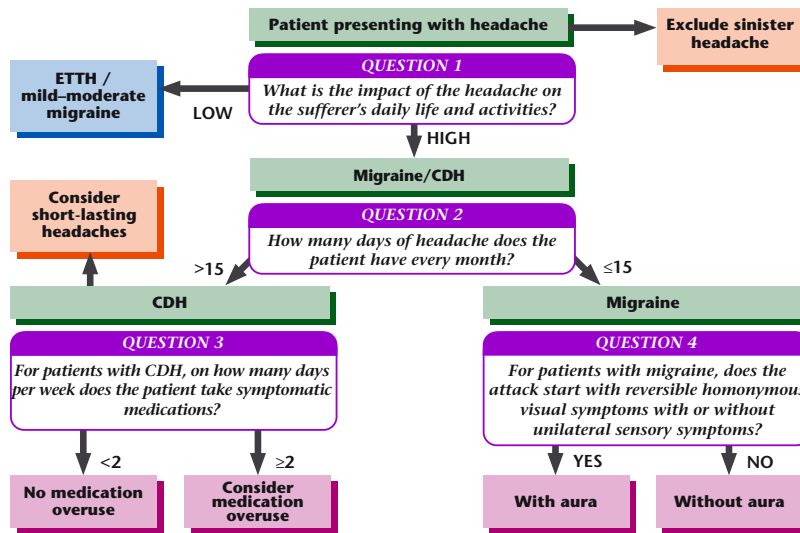 Patient presenting with headache
Exclude sinister
headache
QUESTION 1
What is the impact of the headache on
the sufferer's daily life and activities?
ETTH /
mild–moderate
migraine
LOW
HIGH
Migraine/CDH
QUESTION 2
How many days of headache does the
patient have every month?
Consider
short-lasting
headaches
>15
≤15
CDH
Migraine
QUESTION 3
For patients with CDH, on how many days
per week does the patient take symptomatic
medications?
QUESTION 4
For patients with migraine, does the
attack start with reversible homonymous
visual symptoms with or without
unilateral sensory symptoms?
<2
≥2
YES
NO
No medication
overuse
Consider
medication
overuse
With aura
Without aura